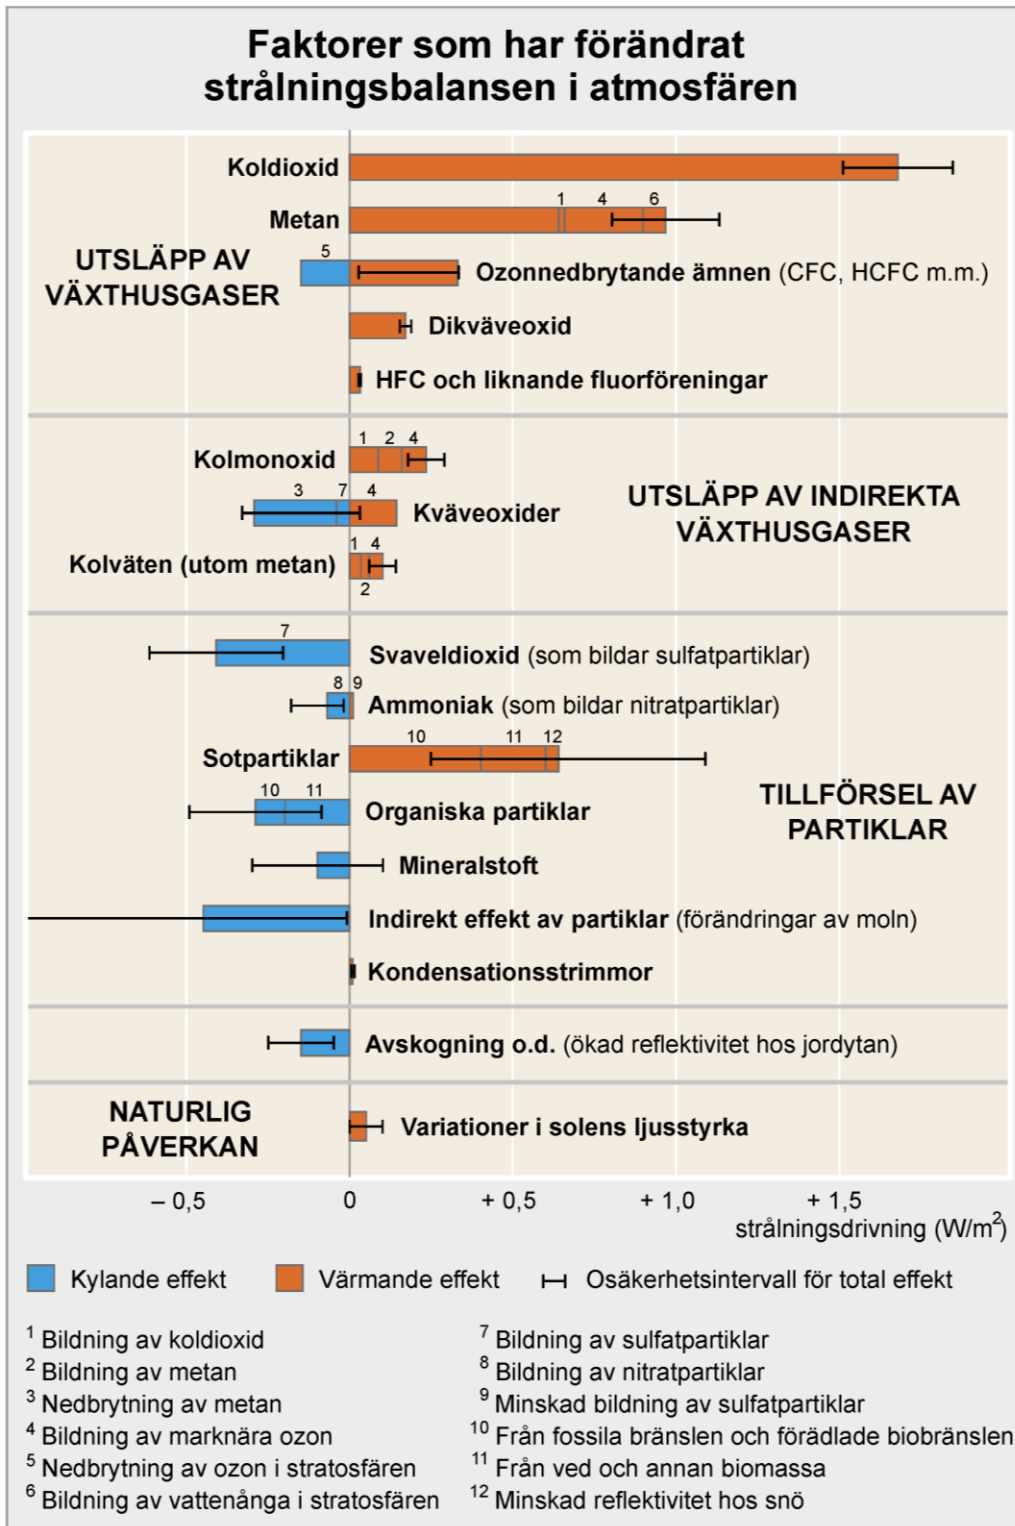 Faktorer som har förändrat
strålningsbalansen i atmosfären
UTSLÄPP AV
VÄXTHUSGASER
Koldioxid
1 4 6
Metan
5
Ozonnedbrytande ämnen (CFC, HCFC m.m.)
Dikväveoxid
HFC och liknande fluorföreningar
UTSLÄPP AV INDIREKTA
VÄXTHUSGASER
1 2 4
Kolmonoxid
3 7 4
Kväveoxider
1 4
Kolväten (utom metan)
2
TILLFÖRSEL AV
PARTIKLAR
7
Svaveldioxid (som bildar sulfatpartiklar)
8 9
Ammoniak (som bildar nitratpartiklar)
10 11 12
Sotpartiklar
10 11
Organiska partiklar
Mineralstoft
Indirekt effekt av partiklar (förändringar av moln)
Kondensationsstrimmor
Avskogning o.d. (ökad reflektivitet hos jordytan)
NATURLIG
PÅVERKAN
Variationer i solens ljusstyrka
– 0,5 0 + 0,5 + 1,0 + 1,5
strålningsdrivning (W/m²)
Kylande effekt Värmande effekt Osäkerhetsintervall för total effekt
¹ Bildning av koldioxid
² Bildning av metan
³ Nedbrytning av metan
⁴ Bildning av marknära ozon
⁵ Nedbrytning av ozon i stratosfären
⁶ Bildning av vattenånga i stratosfären
⁷ Bildning av sulfatpartiklar
⁸ Bildning av nitratpartiklar
⁹ Minskad bildning av sulfatpartiklar
¹⁰ Från fossila bränslen och förädlade biobränslen
¹¹ Från ved och annan biomassa
¹² Minskad reflektivitet hos snö